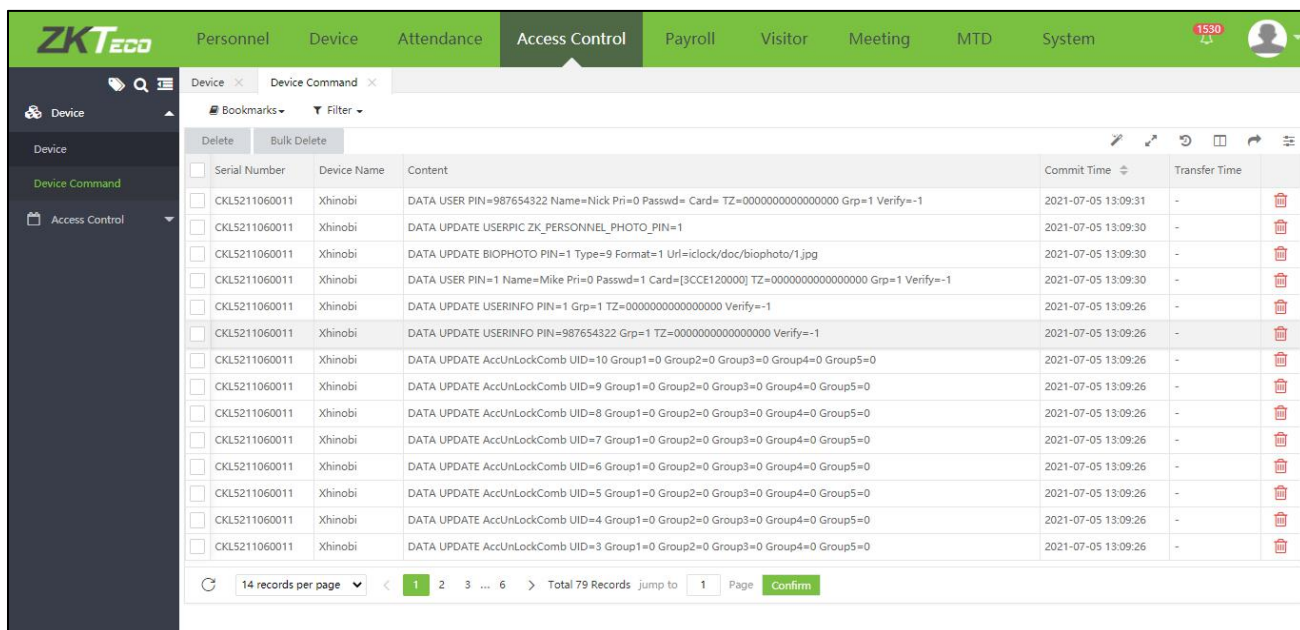 ZKTECO Personnel Device Attendance Access Control Payroll Visitor Meeting MTD System 1530
Device Device Command
Device
Bookmarks Filter
Device
Delete Bulk Delete
Device Command
Serial Number Device Name Content Commit Time Transfer Time
Access Control
CKL5211060011 Xhinobi DATA USER PIN=987654322 Name=Nick Pri=0 Passwd= Card= TZ=0000000000000000 Grp=1 Verify=-1 2021-07-05 13:09:31 -
CKL5211060011 Xhinobi DATA UPDATE USERPIC ZK_PERSONNEL_PHOTO_PIN=1 2021-07-05 13:09:30 -
CKL5211060011 Xhinobi DATA UPDATE BIOPHOTO PIN=1 Type=9 Format=1 Url=iclock/doc/biophoto/1.jpg 2021-07-05 13:09:30 -
CKL5211060011 Xhinobi DATA USER PIN=1 Name=Mike Pri=0 Passwd=1 Card=[3CCE120000] TZ=0000000000000000 Grp=1 Verify=-1 2021-07-05 13:09:30 -
CKL5211060011 Xhinobi DATA UPDATE USERINFO PIN=1 Grp=1 TZ=0000000000000000 Verify=-1 2021-07-05 13:09:26 -
CKL5211060011 Xhinobi DATA UPDATE USERINFO PIN=987654322 Grp=1 TZ=0000000000000000 Verify=-1 2021-07-05 13:09:26 -
CKL5211060011 Xhinobi DATA UPDATE AccUnLockComb UID=10 Group1=0 Group2=0 Group3=0 Group4=0 Group5=0 2021-07-05 13:09:26 -
CKL5211060011 Xhinobi DATA UPDATE AccUnLockComb UID=9 Group1=0 Group2=0 Group3=0 Group4=0 Group5=0 2021-07-05 13:09:26 -
CKL5211060011 Xhinobi DATA UPDATE AccUnLockComb UID=8 Group1=0 Group2=0 Group3=0 Group4=0 Group5=0 2021-07-05 13:09:26 -
CKL5211060011 Xhinobi DATA UPDATE AccUnLockComb UID=7 Group1=0 Group2=0 Group3=0 Group4=0 Group5=0 2021-07-05 13:09:26 -
CKL5211060011 Xhinobi DATA UPDATE AccUnLockComb UID=6 Group1=0 Group2=0 Group3=0 Group4=0 Group5=0 2021-07-05 13:09:26 -
CKL5211060011 Xhinobi DATA UPDATE AccUnLockComb UID=5 Group1=0 Group2=0 Group3=0 Group4=0 Group5=0 2021-07-05 13:09:26 -
CKL5211060011 Xhinobi DATA UPDATE AccUnLockComb UID=4 Group1=0 Group2=0 Group3=0 Group4=0 Group5=0 2021-07-05 13:09:26 -
CKL5211060011 Xhinobi DATA UPDATE AccUnLockComb UID=3 Group1=0 Group2=0 Group3=0 Group4=0 Group5=0 2021-07-05 13:09:26 -
14 records per page < 1 2 3 ... 6 > Total 79 Records jump to 1 Page Confirm